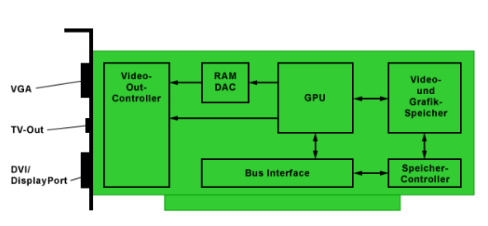 VGA
TV-Out
DVI/
DisplayPort
Video-
Out-
Controller
RAM
DAC
GPU
Video-
und
Grafik-
Speicher
Bus Interface
Speicher-
Controller